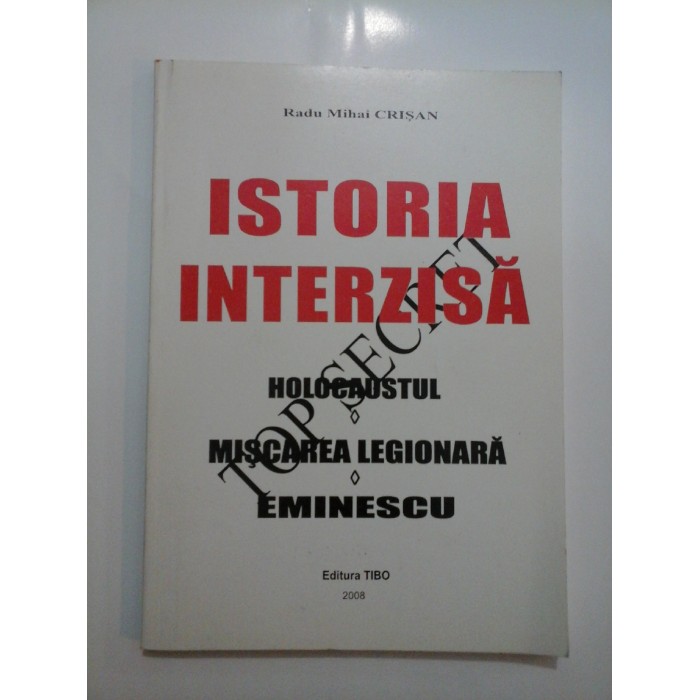 Radu Mihai CRIŞAN
ISTORIA
INTERZISĂ
TOP SECRET
HOLOCAUSTUL
◊
MIŞCAREA LEGIONARĂ
◊
EMINESCU
Editura TIBO
2008